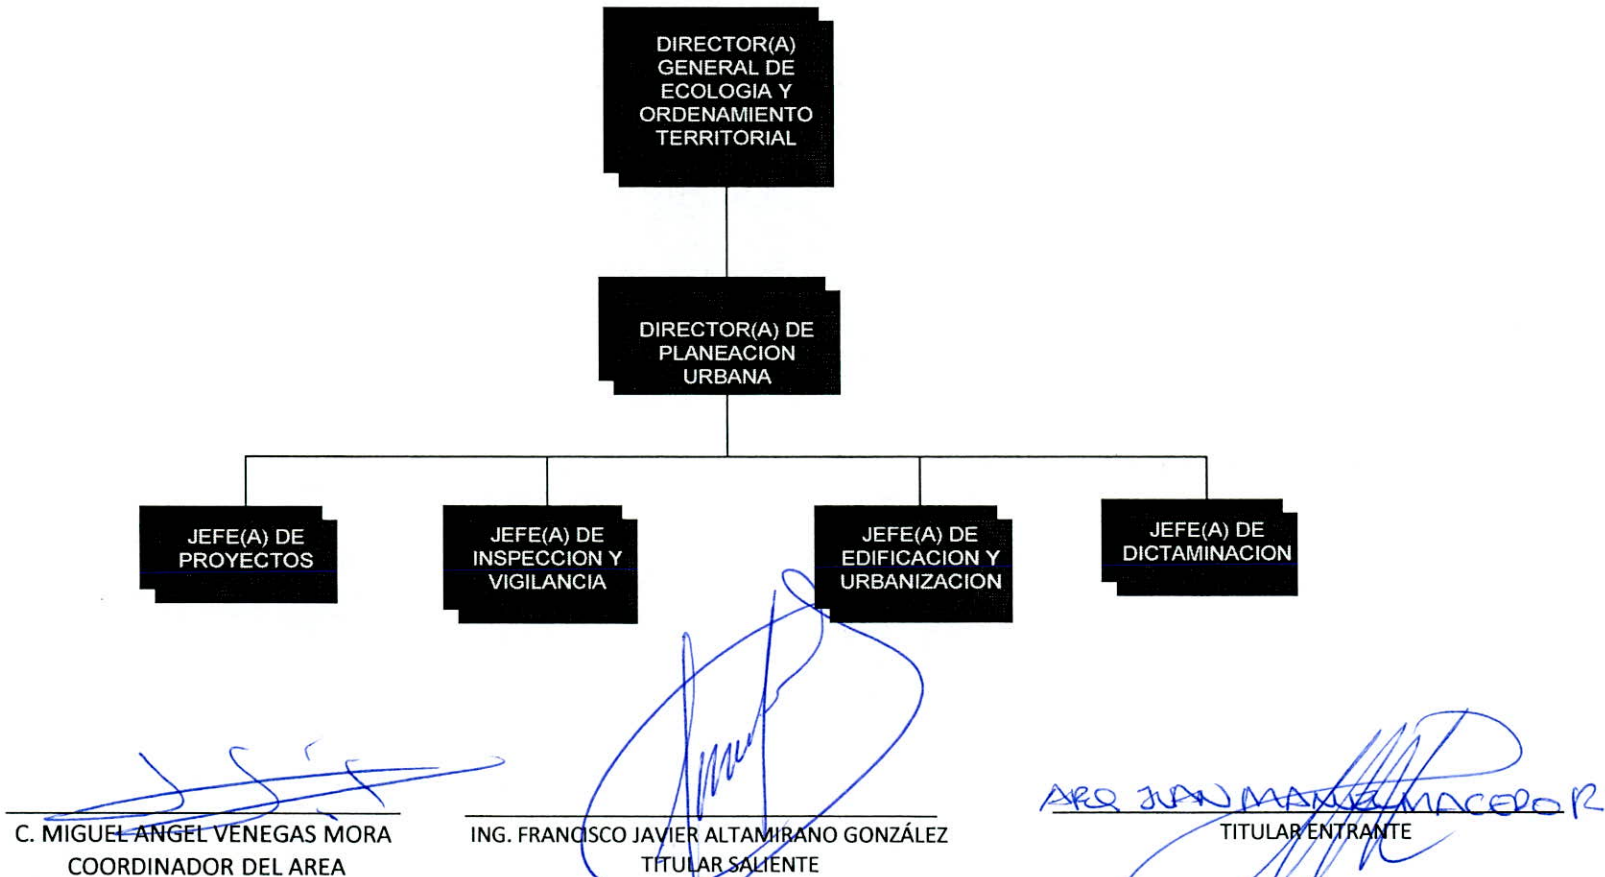 DIRECTOR(A)
GENERAL DE
ECOLOGIA Y
ORDENAMIENTO
TERRITORIAL
DIRECTOR(A) DE
PLANEACION
URBANA
JEFE(A) DE
PROYECTOS
JEFE(A) DE
INSPECCION Y
VIGILANCIA
JEFE(A) DE
EDIFICACION Y
URBANIZACION
JEFE(A) DE
DICTAMINACION
C. MIGUEL ANGEL VENEGAS MORA
COORDINADOR DEL AREA
ING. FRANCISCO JAVIER ALTAMIRANO GONZÁLEZ
TITULAR SALIENTE
ARQ JUAN MANUEL MACEDO R
TITULAR ENTRANTE